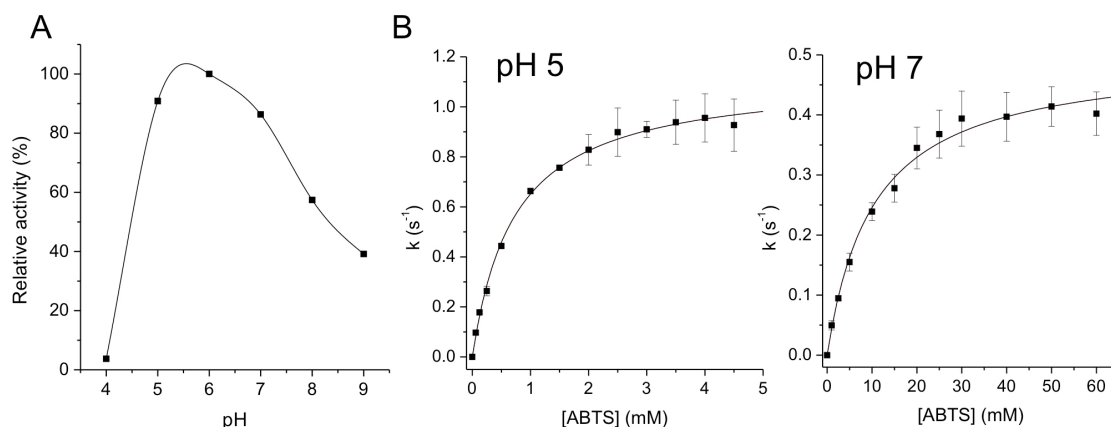 A
Relative activity (%)
100
80
60
40
20
0
4 5 6 7 8 9
pH
B
pH 5
k (s⁻¹)
1.2
1.0
0.8
0.6
0.4
0.2
0.0
0 1 2 3 4 5
[ABTS] (mM)
pH 7
k (s⁻¹)
0.5
0.4
0.3
0.2
0.1
0.0
0 10 20 30 40 50 60
[ABTS] (mM)